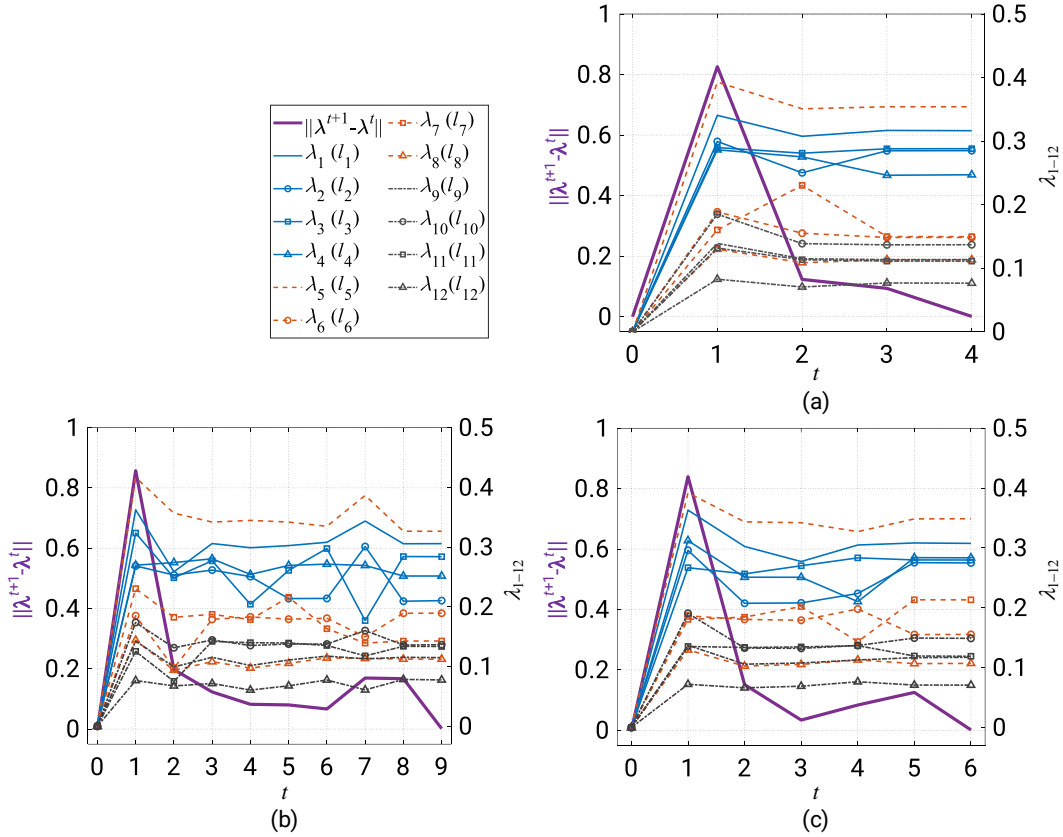 ||λ^{t+1}-λ^t||
λ_1 (l_1)
λ_2 (l_2)
λ_3 (l_3)
λ_4 (l_4)
λ_5 (l_5)
λ_6 (l_6)
λ_7 (l_7)
λ_8(l_8)
λ_9(l_9)
λ_10(l_10)
λ_11(l_11)
λ_12(l_12)
||λ^{t+1}-λ^t||
1
0.8
0.6
0.4
0.2
0
0 1 2 3 4
t
0.5
0.4
0.3
0.2
0.1
0
λ_{1-12}
(a)
||λ^{t+1}-λ^t||
1
0.8
0.6
0.4
0.2
0
0 1 2 3 4 5 6 7 8 9
t
0.5
0.4
0.3
0.2
0.1
0
λ_{1-12}
(b)
||λ^{t+1}-λ^t||
1
0.8
0.6
0.4
0.2
0
0 1 2 3 4 5 6
t
0.5
0.4
0.3
0.2
0.1
0
λ_{1-12}
(c)